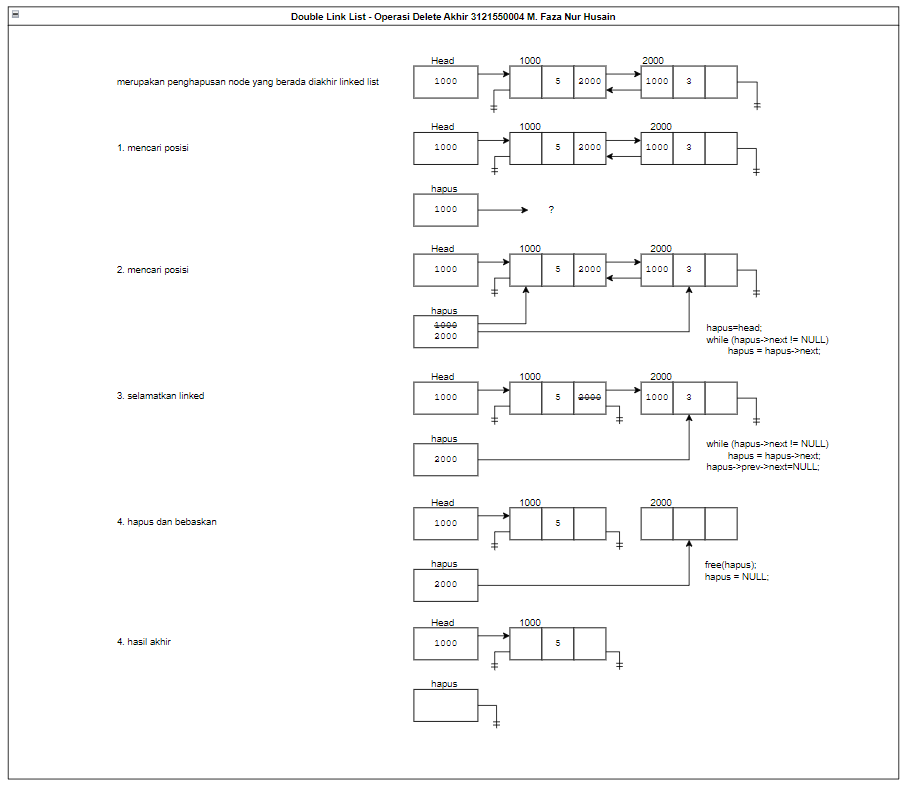 Double Link List - Operasi Delete Akhir 3121550004 M. Faza Nur Husain
merupakan penghapusan node yang berada diakhir linked list
Head 1000 2000
1000 5 2000 1000 3
1. mencari posisi
Head 1000 2000
1000 5 2000 1000 3
hapus
1000 ?
2. mencari posisi
Head 1000 2000
1000 5 2000 1000 3
hapus
1000
2000
hapus=head;
while (hapus->next != NULL)
hapus = hapus->next;
3. selamatkan linked
Head 1000 2000
1000 5 2000 1000 3
hapus
2000
while (hapus->next != NULL)
hapus = hapus->next;
hapus->prev->next=NULL;
4. hapus dan bebaskan
Head 1000 2000
1000 5
hapus
2000
free(hapus);
hapus = NULL;
4. hasil akhir
Head 1000
1000 5
hapus